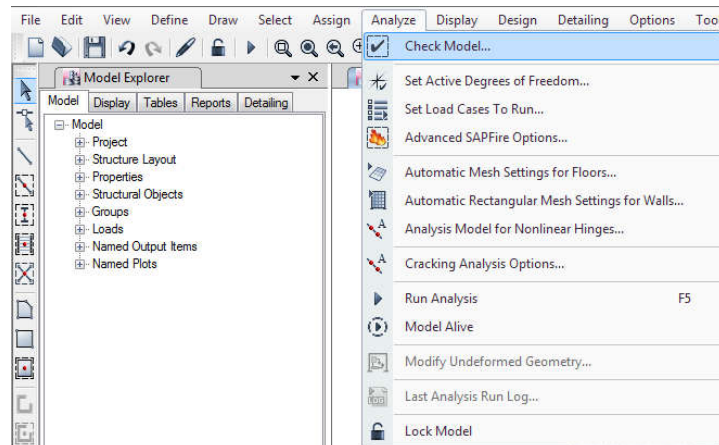 File Edit View Define Draw Select Assign Analyze Display Design Detailing Options
Model Explorer
Model Display Tables Reports Detailing
Model
Project
Structure Layout
Properties
Structural Objects
Groups
Loads
Named Output Items
Named Plots
Check Model...
Set Active Degrees of Freedom...
Set Load Cases To Run...
Advanced SAPFire Options...
Automatic Mesh Settings for Floors...
Automatic Rectangular Mesh Settings for Walls...
Analysis Model for Nonlinear Hinges...
Cracking Analysis Options...
Run Analysis F5
Model Alive
Modify Undeformed Geometry...
Last Analysis Run Log...
Lock Model